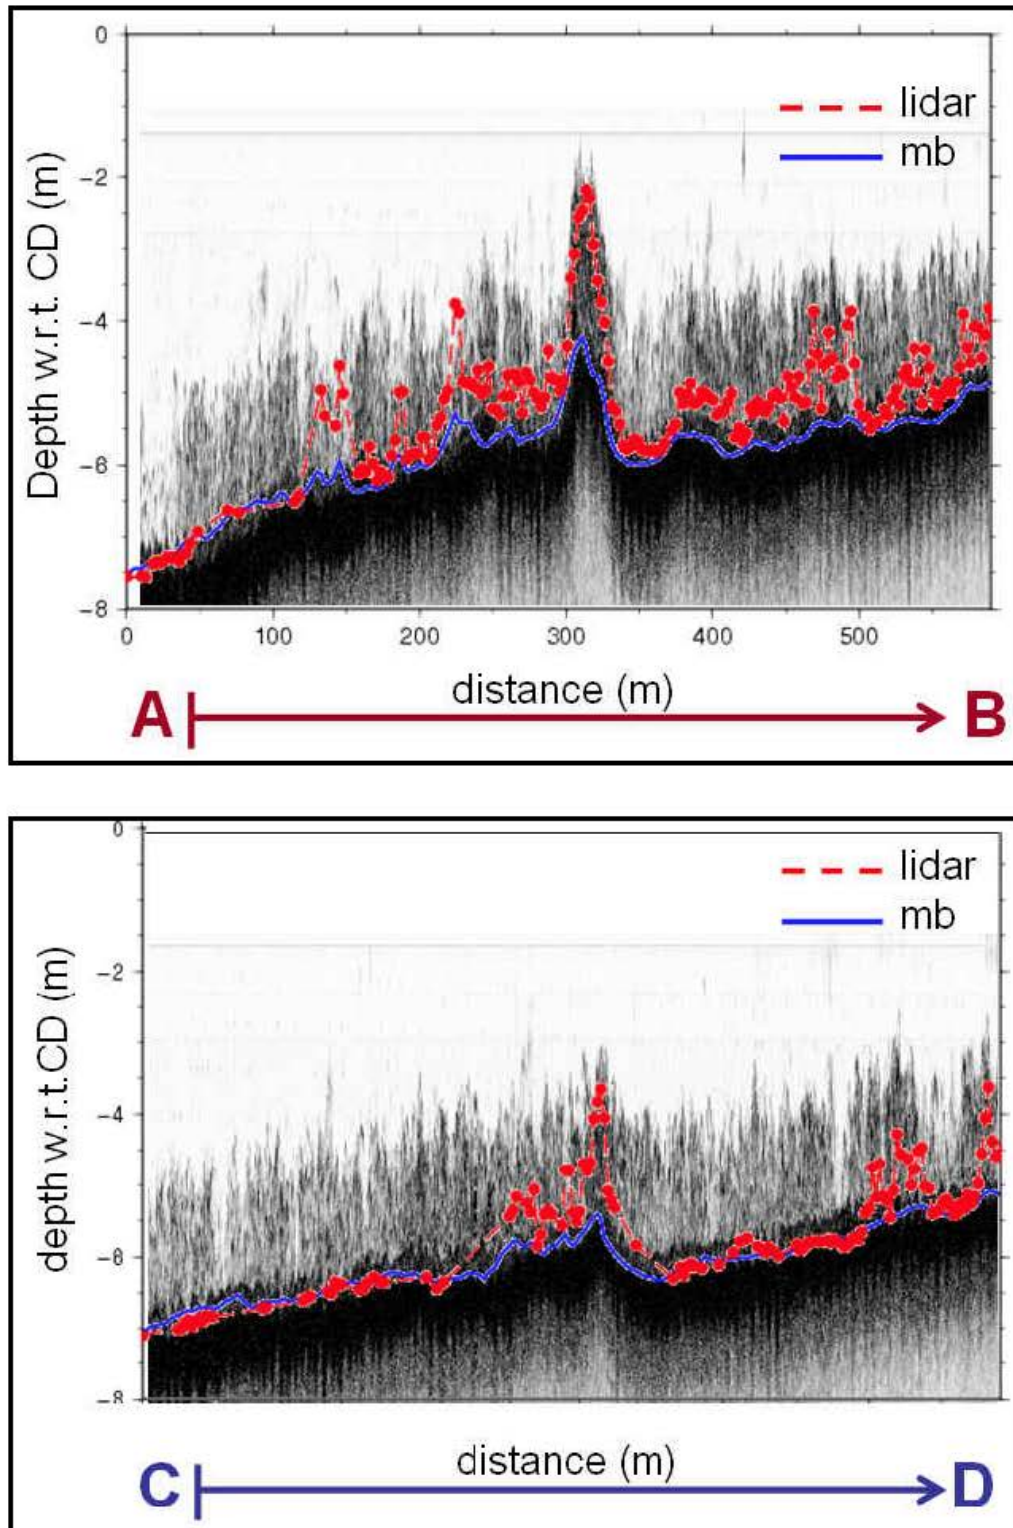 0
lidar
mb
−2
−4
−6
−8
Depth w.r.t. CD (m)
0 100 200 300 400 500
distance (m)
A B
0
lidar
mb
−2
−4
−6
−8
depth w.r.t.CD (m)
distance (m)
C D